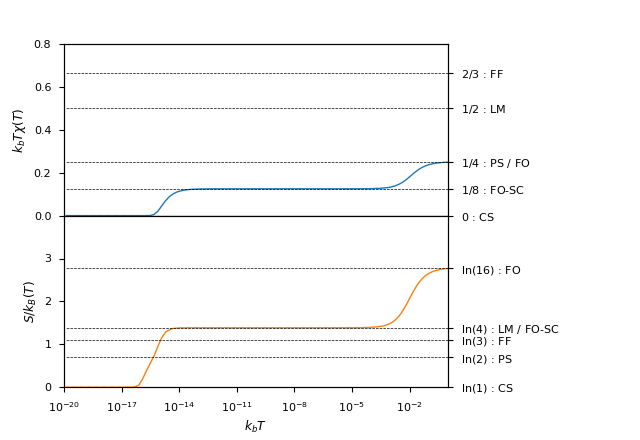 0.8
0.6
0.4
0.2
0.0
k_bTχ(T)
2/3 : FF
1/2 : LM
1/4 : PS / FO
1/8 : FO-SC
0 : CS
3
2
1
0
S/k_B(T)
ln(16) : FO
ln(4) : LM / FO-SC
ln(3) : FF
ln(2) : PS
ln(1) : CS
10^{-20} 10^{-17} 10^{-14} 10^{-11} 10^{-8} 10^{-5} 10^{-2}
k_bT